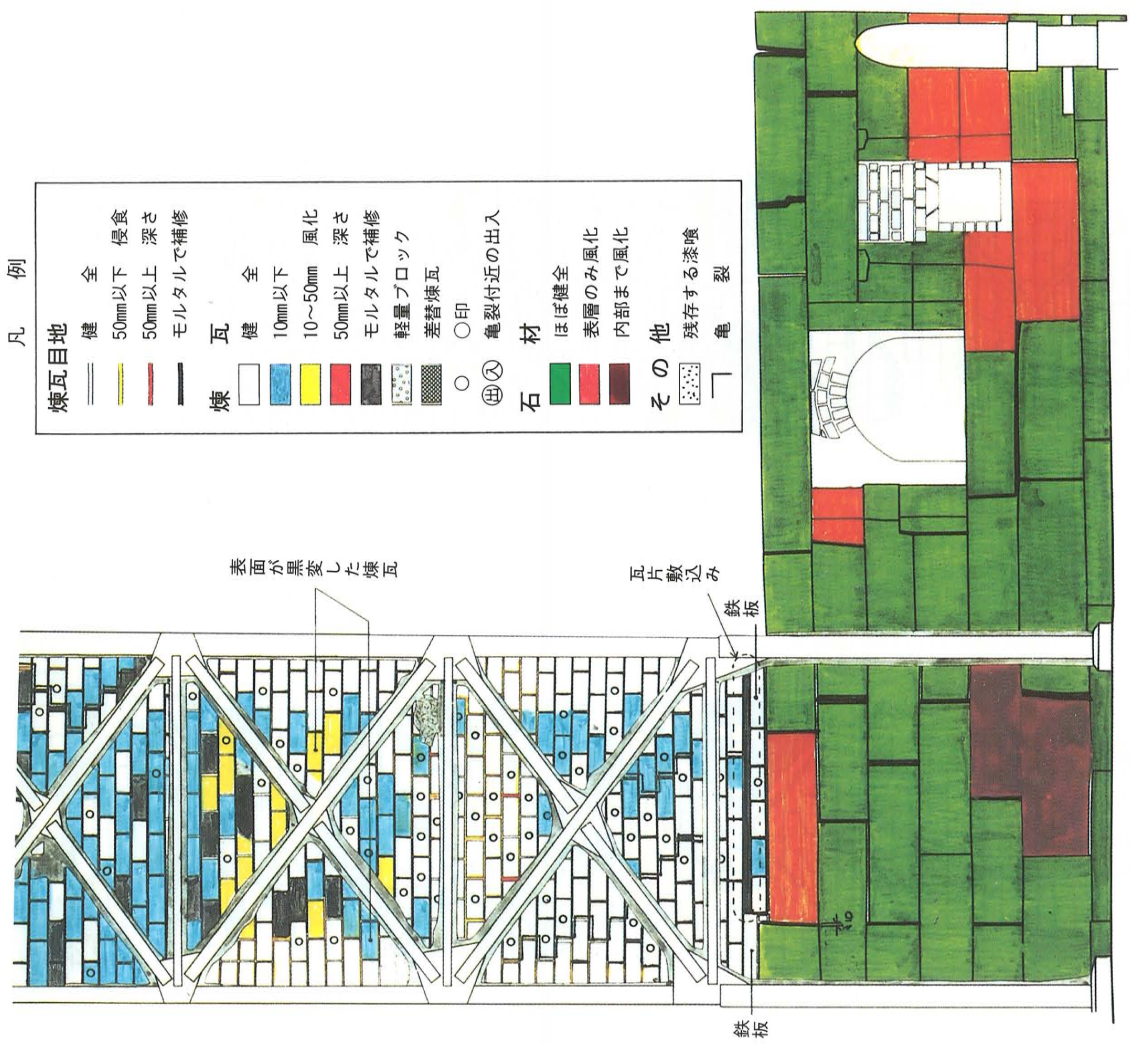 凡例
煉瓦目地
健全
50mm以下 侵食
50mm以上 深さ
モルタルで補修
煉瓦
健全
10mm以下
10～50mm 風化
50mm以上 深さ
モルタルで補修
軽量ブロック
差替煉瓦
○ ○印
出入 亀裂付近の出入
石材
ほぼ健全
表層のみ風化
内部まで風化
その他
残存する漆喰
亀裂
表面が黒変した煉瓦
瓦片敷込み
鉄板
鉄板